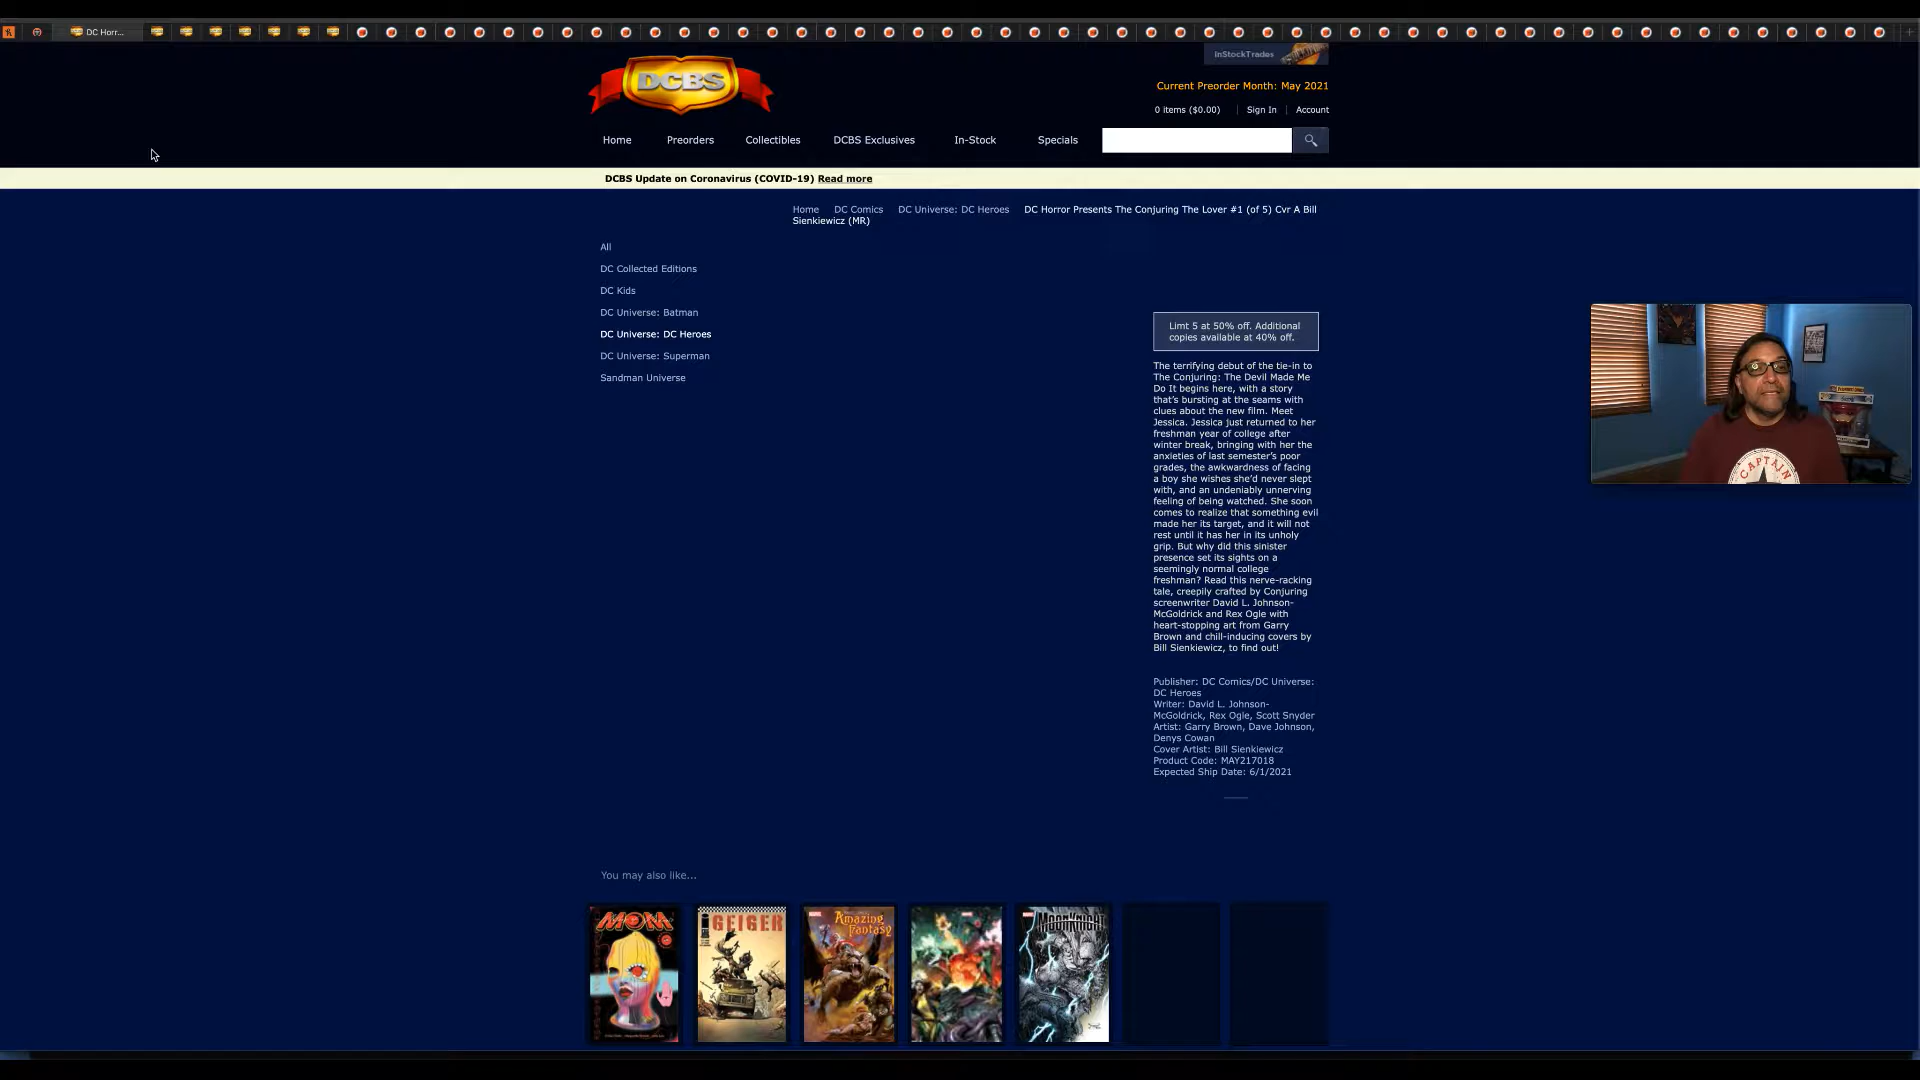 DC Horr...
InStockTrades
DCBS
Current Preorder Month: May 2021
0 items ($0.00) Sign In Account
Home Preorders Collectibles DCBS Exclusives In-Stock Specials
DCBS Update on Coronavirus (COVID-19) Read more
Home DC Comics DC Universe: DC Heroes DC Horror Presents The Conjuring The Lover #1 (of 5) Cvr A Bill
Sienkiewicz (MR)
All
DC Collected Editions
DC Kids
DC Universe: Batman
DC Universe: DC Heroes
DC Universe: Superman
Sandman Universe
Limt 5 at 50% off. Additional
copies available at 40% off.
The terrifying debut of the tie-in to
The Conjuring: The Devil Made Me
Do It begins here, with a story
that's bursting at the seams with
clues about the new film. Meet
Jessica. Jessica just returned to her
freshman year of college after
winter break, bringing with her the
anxieties of last semester's poor
grades, the awkwardness of facing
a boy she wishes she'd never slept
with, and an undeniably unnerving
feeling of being watched. She soon
comes to realize that something evil
made her its target, and it will not
rest until it has her in its unholy
grip. But why did this sinister
presence set its sights on a
seemingly normal college
freshman? Read this nerve-racking
tale, creepily crafted by Conjuring
screenwriter David L. Johnson-
McGoldrick and Rex Ogle with
heart-stopping art from Garry
Brown and chill-inducing covers by
Bill Sienkiewicz, to find out!
Publisher: DC Comics/DC Universe:
DC Heroes
Writer: David L. Johnson-
McGoldrick, Rex Ogle, Scott Snyder
Artist: Garry Brown, Dave Johnson,
Denys Cowan
Cover Artist: Bill Sienkiewicz
Product Code: MAY217018
Expected Ship Date: 6/1/2021
CAPTAIN
You may also like...
MOM
GEIGER
MARVEL
Amazing
Fantasy
MOON KNIGHT